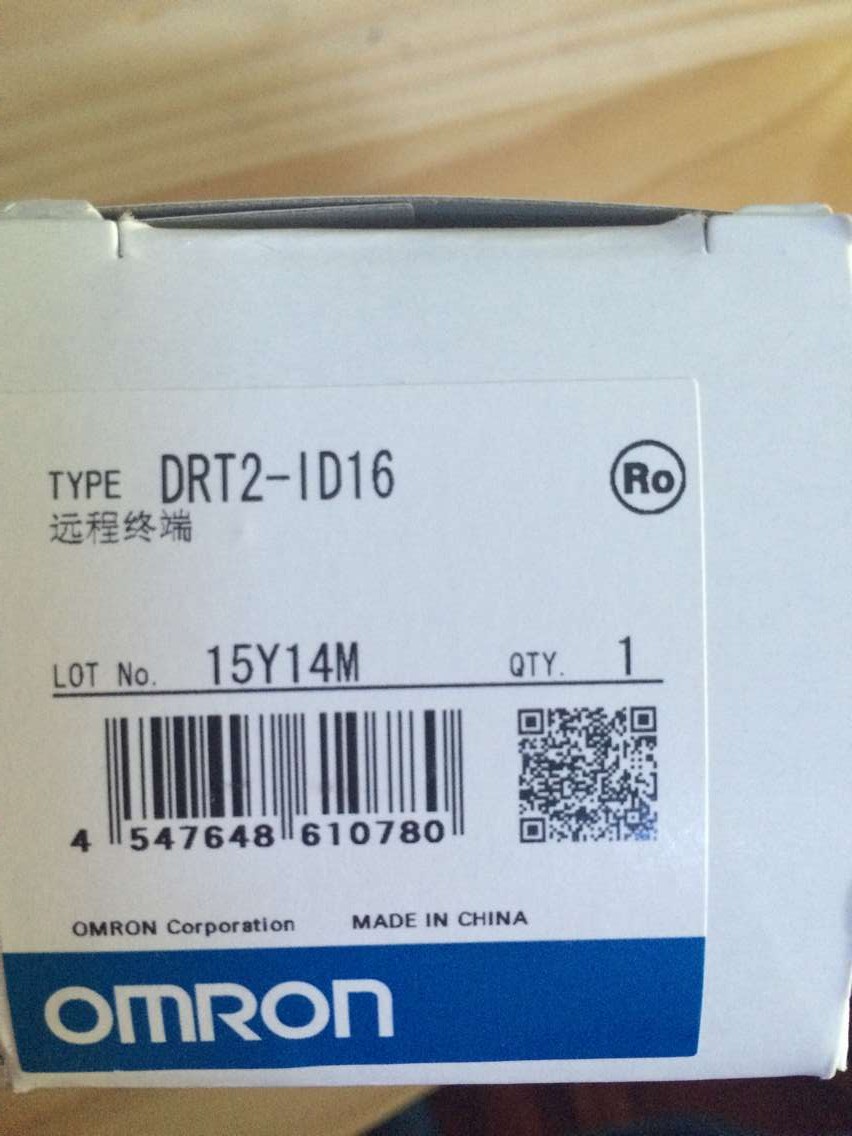 TYPE DRT2-ID16
Ro
远程终端
LOT No. 15Y14M QTY. 1
4 547648 610780
OMRON Corporation MADE IN CHINA
OMRON